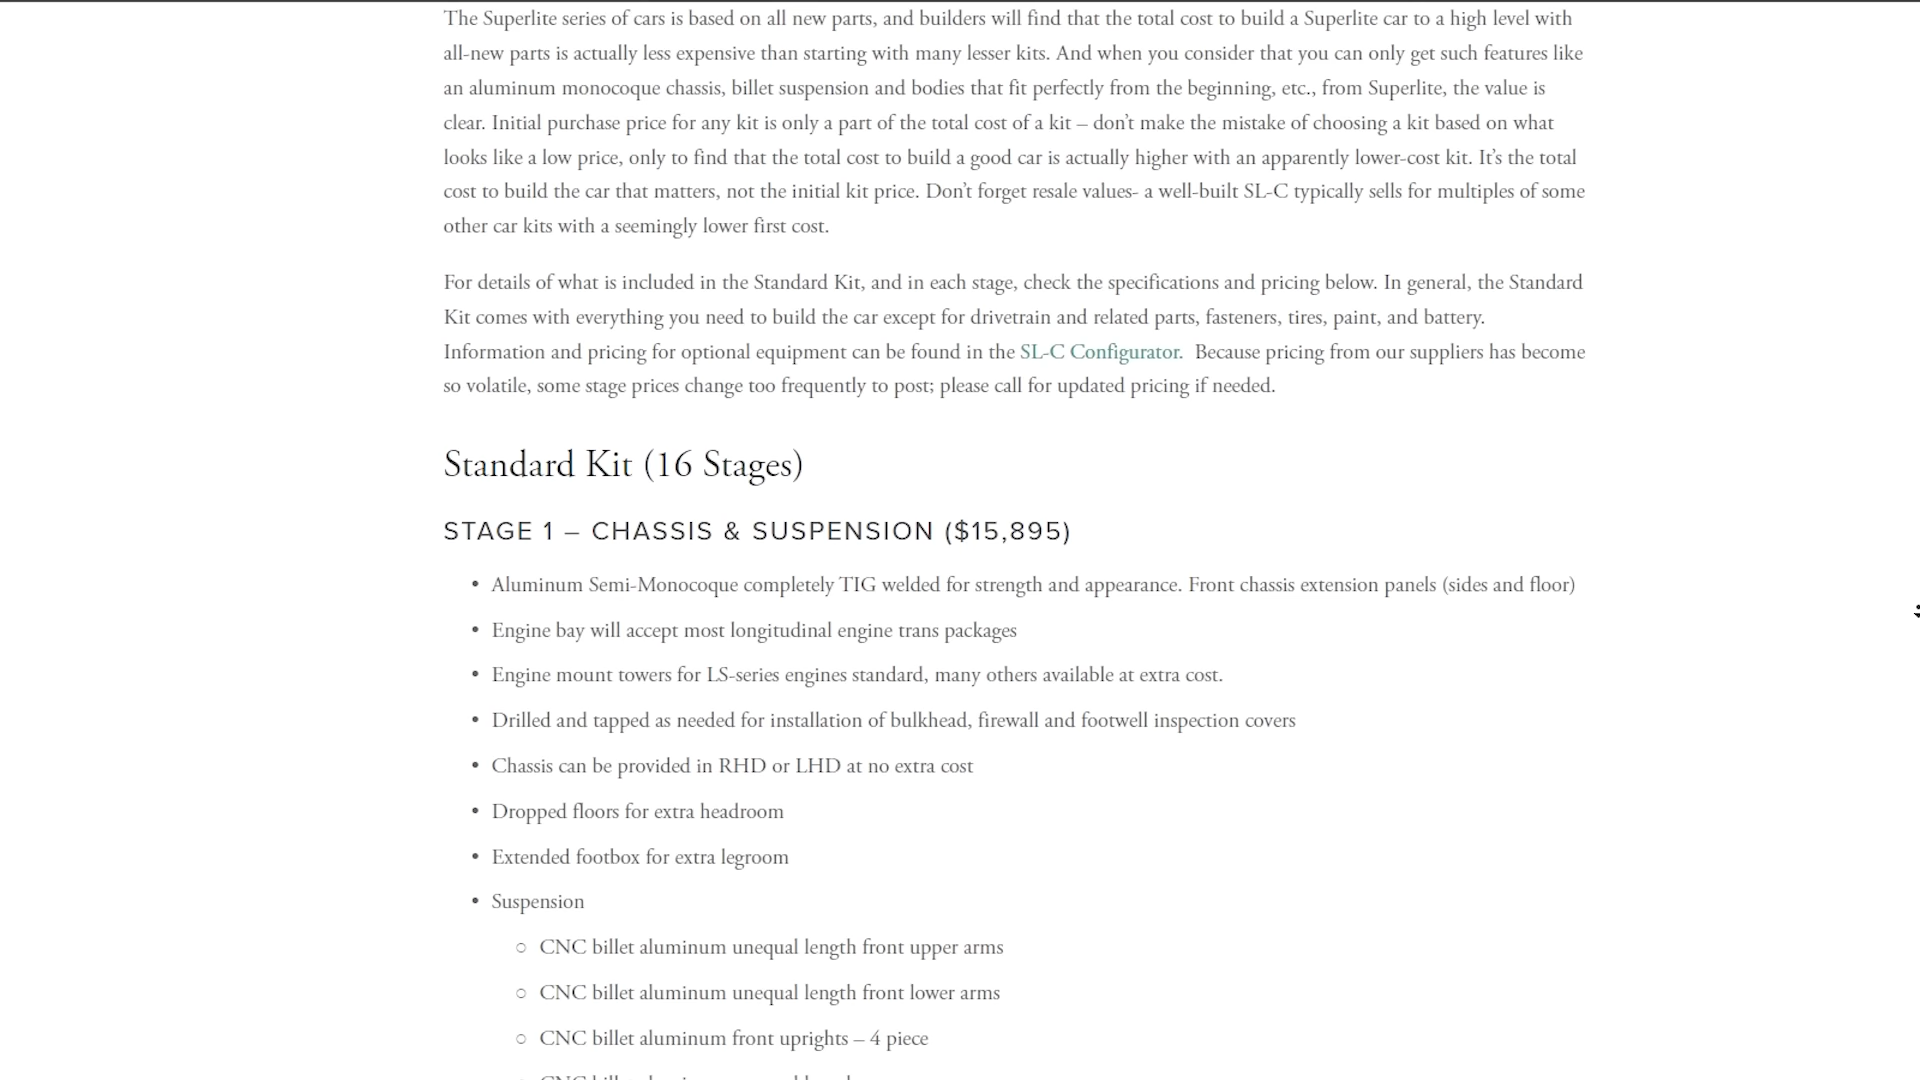 The Superlite series of cars is based on all new parts, and builders will find that the total cost to build a Superlite car to a high level with
all-new parts is actually less expensive than starting with many lesser kits. And when you consider that you can only get such features like
an aluminum monocoque chassis, billet suspension and bodies that fit perfectly from the beginning, etc., from Superlite, the value is
clear. Initial purchase price for any kit is only a part of the total cost of a kit – don't make the mistake of choosing a kit based on what
looks like a low price, only to find that the total cost to build a good car is actually higher with an apparently lower-cost kit. It's the total
cost to build the car that matters, not the initial kit price. Don't forget resale values- a well-built SL-C typically sells for multiples of some
other car kits with a seemingly lower first cost.
For details of what is included in the Standard Kit, and in each stage, check the specifications and pricing below. In general, the Standard
Kit comes with everything you need to build the car except for drivetrain and related parts, fasteners, tires, paint, and battery.
Information and pricing for optional equipment can be found in the SL-C Configurator. Because pricing from our suppliers has become
so volatile, some stage prices change too frequently to post; please call for updated pricing if needed.
Standard Kit (16 Stages)
STAGE 1 – CHASSIS & SUSPENSION ($15,895)
• Aluminum Semi-Monocoque completely TIG welded for strength and appearance. Front chassis extension panels (sides and floor)
• Engine bay will accept most longitudinal engine trans packages
• Engine mount towers for LS-series engines standard, many others available at extra cost.
• Drilled and tapped as needed for installation of bulkhead, firewall and footwell inspection covers
• Chassis can be provided in RHD or LHD at no extra cost
• Dropped floors for extra headroom
• Extended footbox for extra legroom
• Suspension
○ CNC billet aluminum unequal length front upper arms
○ CNC billet aluminum unequal length front lower arms
○ CNC billet aluminum front uprights – 4 piece